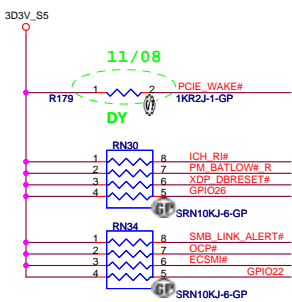 3D3V_S5
11/08
1 2 PCIE_WAKE#
R179 1KR2J-1-GP
DY
RN30
1 8 ICH_RI#
2 7 PM_BATLOW#_R
3 6 XDP_DBRESET#
4 5 GPIO26
SRN10KJ-6-GP
RN34
1 8 SMB_LINK_ALERT#
2 7 OCP#
3 6 ECSMI#
4 5 GPIO22
SRN10KJ-6-GP